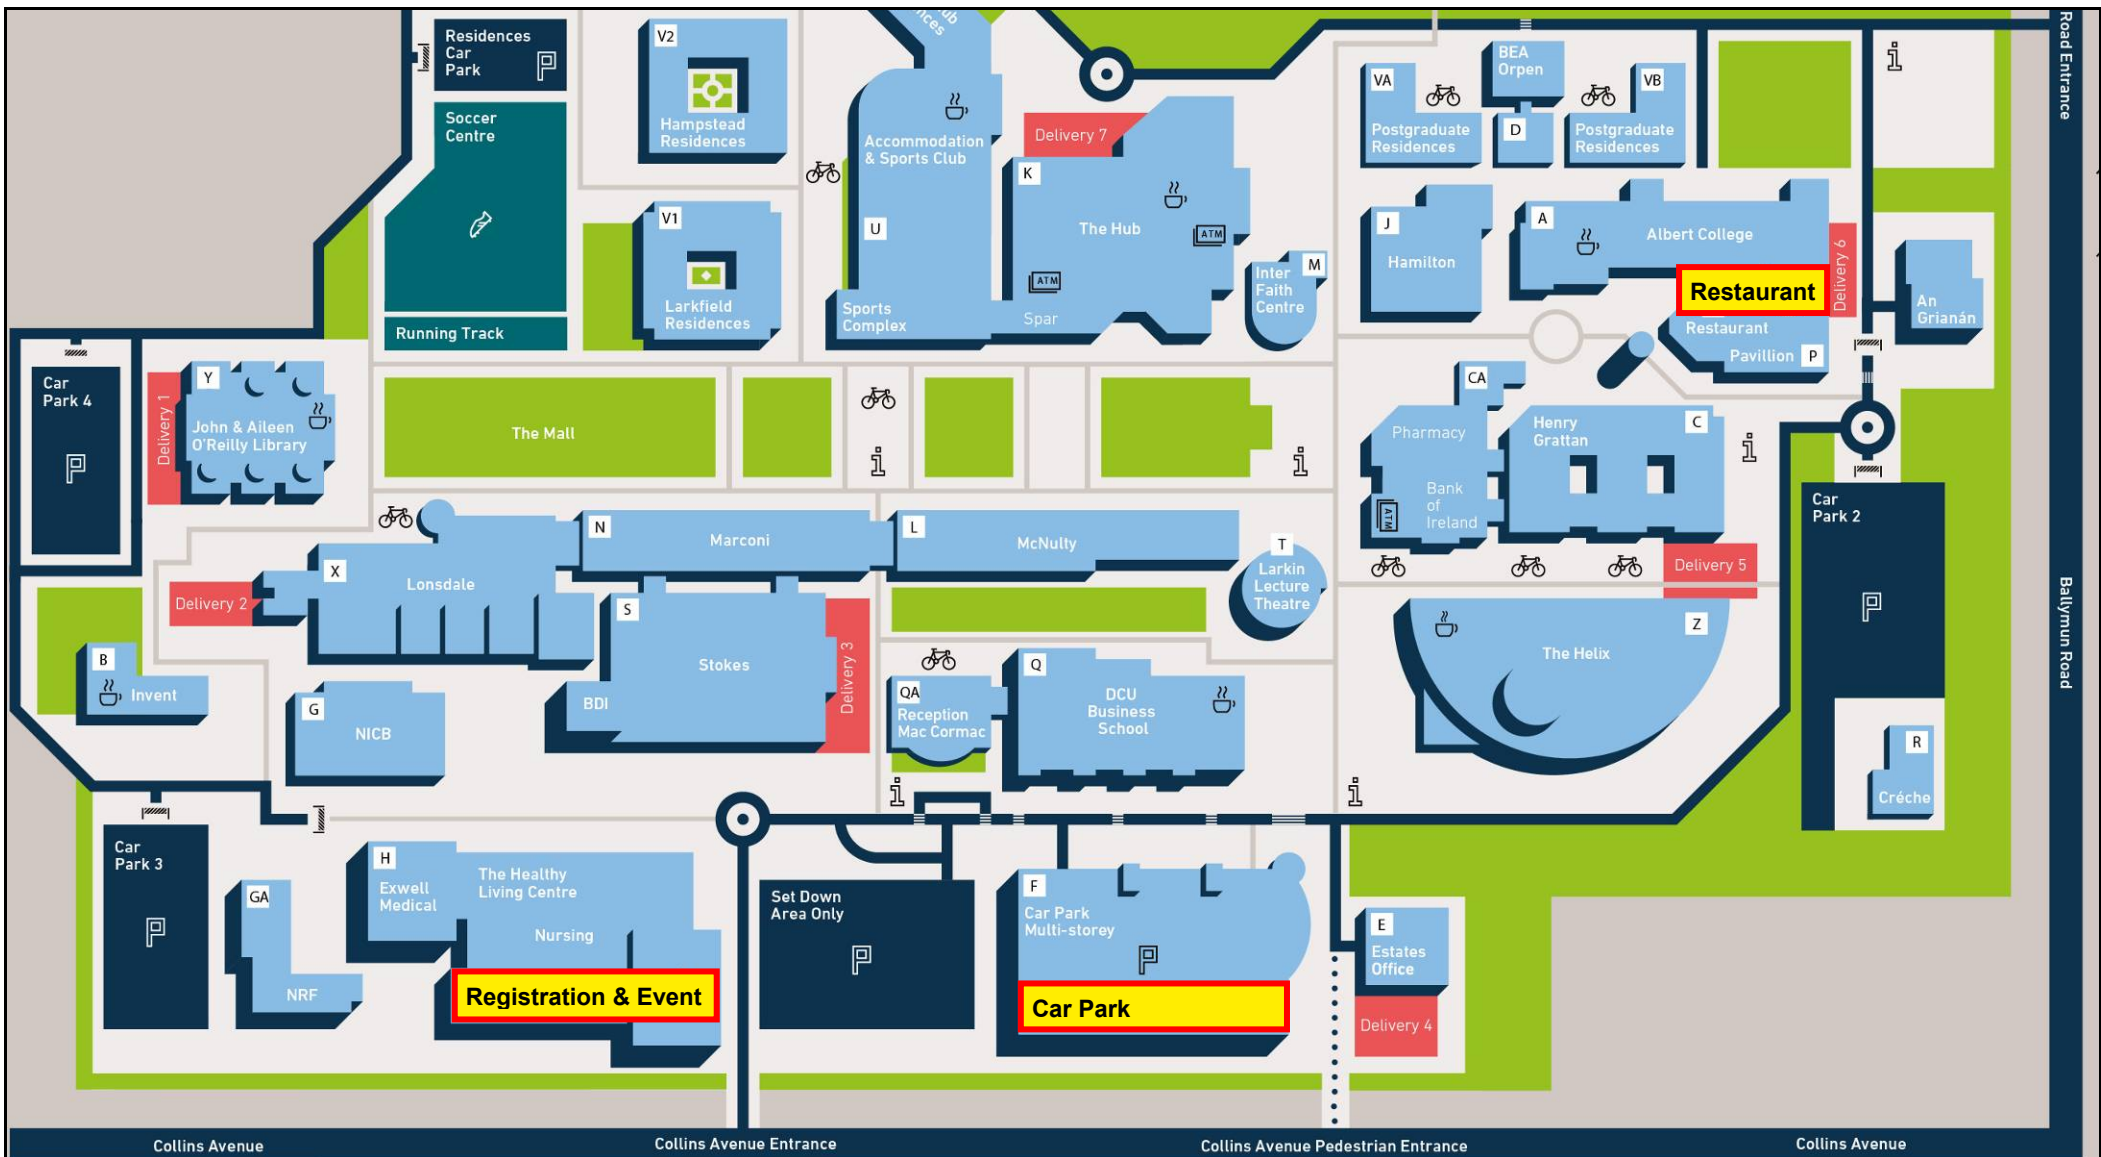 Residences
Car
Park
Soccer
Centre
Running Track
V2
Hampstead
Residences
V1
Larkfield
Residences
Accommodation
& Sports Club
U
Sports
Complex
Delivery 7
K
The Hub
ATM
ATM
Spar
M
Inter
Faith
Centre
VA
Postgraduate
Residences
BEA
Orpen
D
VB
Postgraduate
Residences
J
Hamilton
A
Albert College
Delivery 6
Restaurant
Restaurant
Pavillion P
An
Grianán
Road Entrance
Car
Park 4
Delivery 1
Y
John & Aileen
O'Reilly Library
The Mall
CA
Pharmacy
Bank
of
Ireland
ATM
Henry
Grattan
C
Delivery 5
Car
Park 2
Ballymun Road
X
Lonsdale
Delivery 2
N
Marconi
L
McNulty
T
Larkin
Lecture
Theatre
S
Stokes
BDI
Delivery 3
B
Invent
G
NICB
QA
Reception
Mac Cormac
Q
DCU
Business
School
Z
The Helix
R
Créche
Car
Park 3
GA
NRF
H
Exwell
Medical
The Healthy
Living Centre
Nursing
Registration & Event
Set Down
Area Only
F
Car Park
Multi-storey
Car Park
E
Estates
Office
Delivery 4
Collins Avenue
Collins Avenue Entrance
Collins Avenue Pedestrian Entrance
Collins Avenue